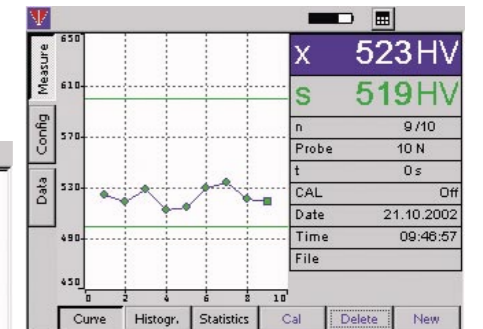 Measure
Config
Data
650
610
570
530
490
450
0 2 4 6 8 10
x 523HV
s 519HV
n 9/10
Probe 10 N
t 0s
CAL Off
Date 21.10.2002
Time 09:46:57
File
Curve Histogr. Statistics Cal Delete New